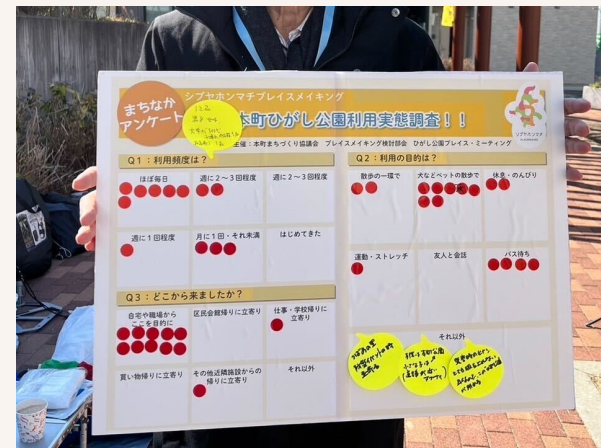 まちなか
アンケート
シブヤホンマチプレイスメイキング
本町ひがし公園利用実態調査！！
主催：本町まちづくり協議会　プレイスメイキング検討部会　ひがし公園プレイス・ミーティング
シブヤホンマチ
Q1：利用頻度は？
ほぼ毎日
週に2～3回程度
週に2～3回程度
週に1回程度
月に1回・それ未満
はじめてきた
Q2：利用の目的は？
散歩の一環で
犬などペットの散歩で
休息・のんびり
運動・ストレッチ
友人と会話
バス待ち
それ以外
Q3：どこから来ましたか？
自宅や職場から
ここを目的に
区民会館帰りに立寄り
仕事・学校帰りに
立寄り
買い物帰りに立寄り
その他近隣施設からの
帰りに立寄り
それ以外